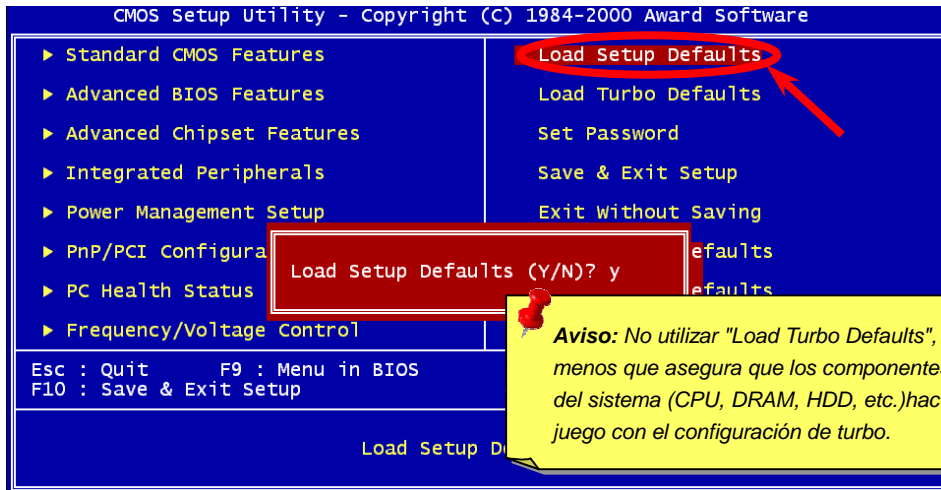 CMOS Setup Utility – Copyright (C) 1984–2000 Award Software
▶ Standard CMOS Features
▶ Advanced BIOS Features
▶ Advanced Chipset Features
▶ Integrated Peripherals
▶ Power Management Setup
▶ PnP/PCI Configura
▶ PC Health Status
▶ Frequency/Voltage Control
Load Setup Defaults
Load Turbo Defaults
Set Password
Save & Exit Setup
Exit Without Saving
efaults
efaults
Load Setup Defaults (Y/N)? y
Esc : Quit F9 : Menu in BIOS
F10 : Save & Exit Setup
Load Setup D
Aviso: No utilizar "Load Turbo Defaults",
menos que asegura que los componentes
del sistema (CPU, DRAM, HDD, etc.)hac
juego con el configuración de turbo.